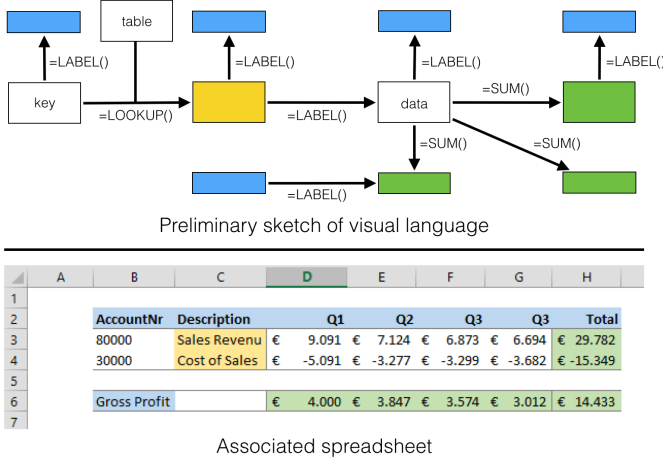 table
=LABEL() =LABEL() =LABEL() =LABEL()
key =LOOKUP() =LABEL() data =SUM()
=SUM() =SUM()
=LABEL()
Preliminary sketch of visual language
A B C D E F G H
1
2 AccountNr Description Q1 Q2 Q3 Q3 Total
3 80000 Sales Revenu € 9.091 € 7.124 € 6.873 € 6.694 € 29.782
4 30000 Cost of Sales € -5.091 € -3.277 € -3.299 € -3.682 € -15.349
5
6 Gross Profit € 4.000 € 3.847 € 3.574 € 3.012 € 14.433
7
Associated spreadsheet